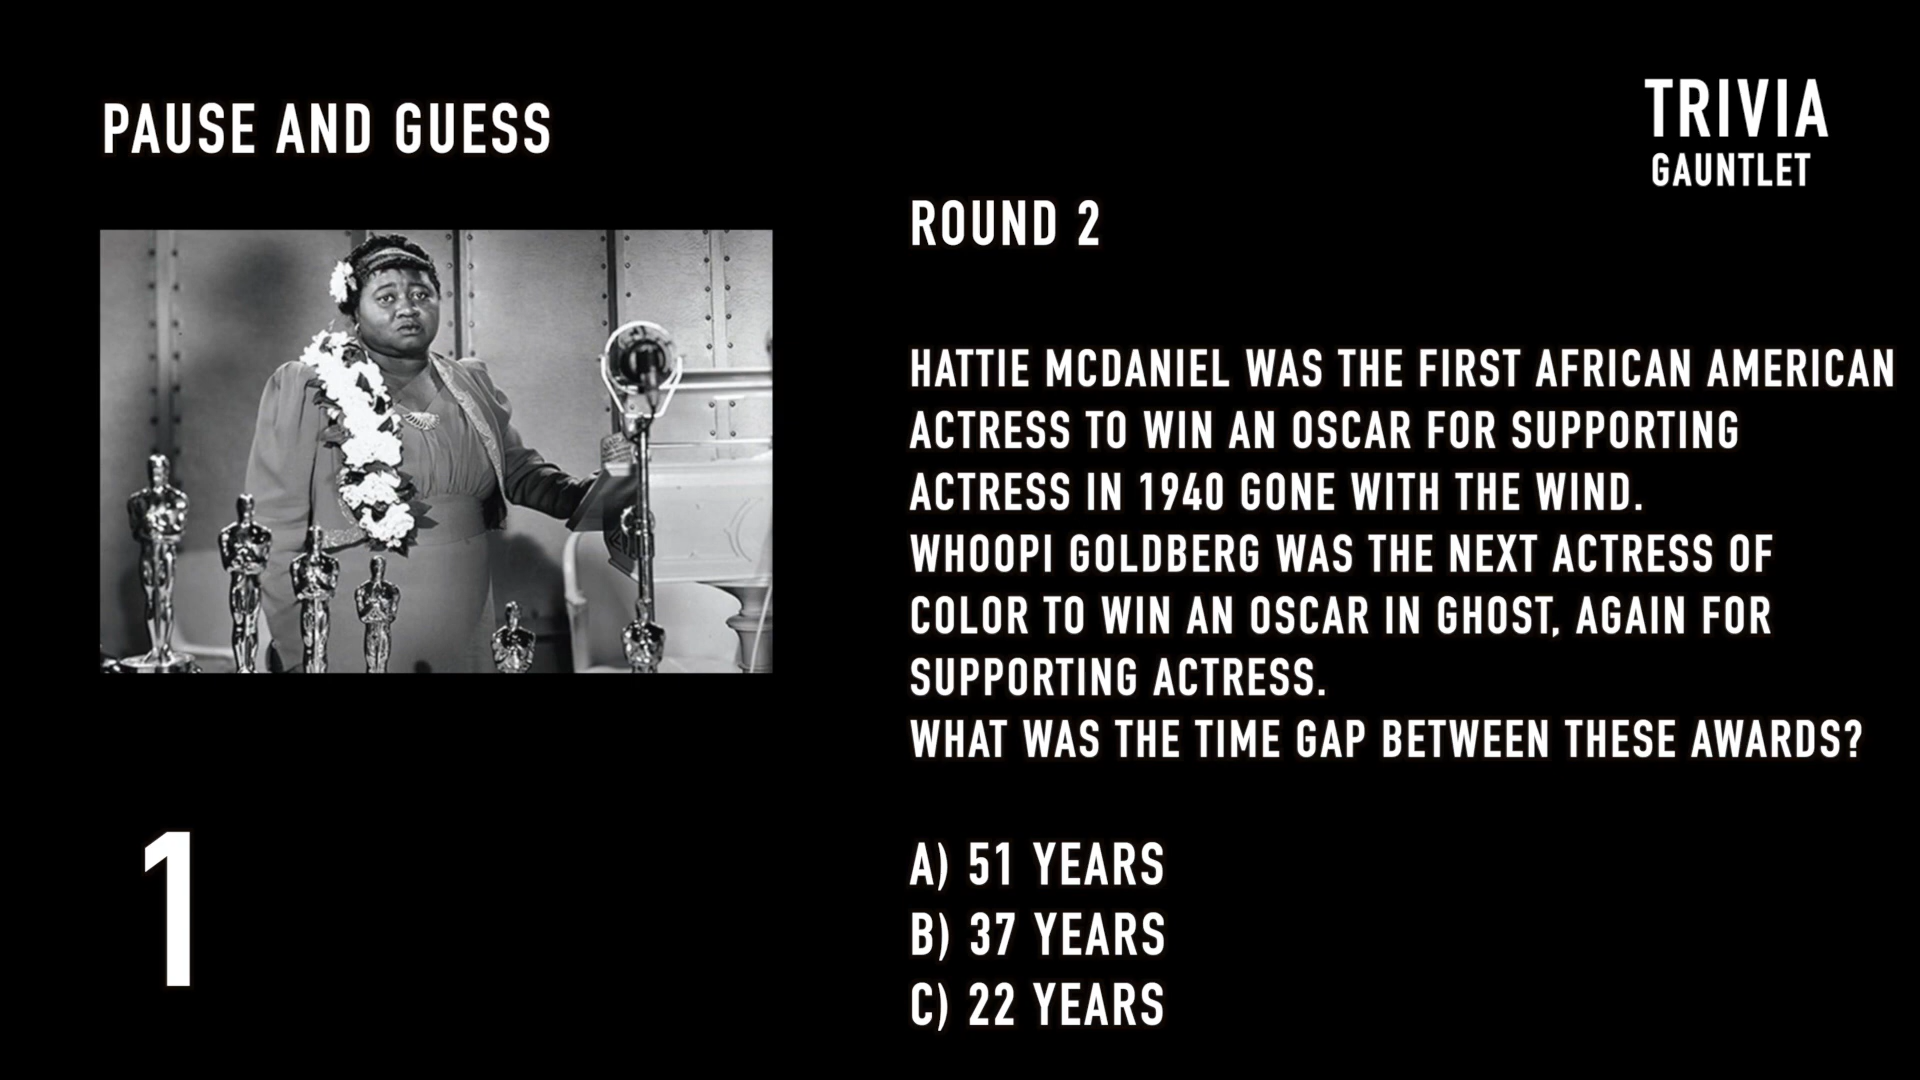 PAUSE AND GUESS
TRIVIA
GAUNTLET
ROUND 2
HATTIE MCDANIEL WAS THE FIRST AFRICAN AMERICAN
ACTRESS TO WIN AN OSCAR FOR SUPPORTING
ACTRESS IN 1940 GONE WITH THE WIND.
WHOOPI GOLDBERG WAS THE NEXT ACTRESS OF
COLOR TO WIN AN OSCAR IN GHOST, AGAIN FOR
SUPPORTING ACTRESS.
WHAT WAS THE TIME GAP BETWEEN THESE AWARDS?
1
A) 51 YEARS
B) 37 YEARS
C) 22 YEARS